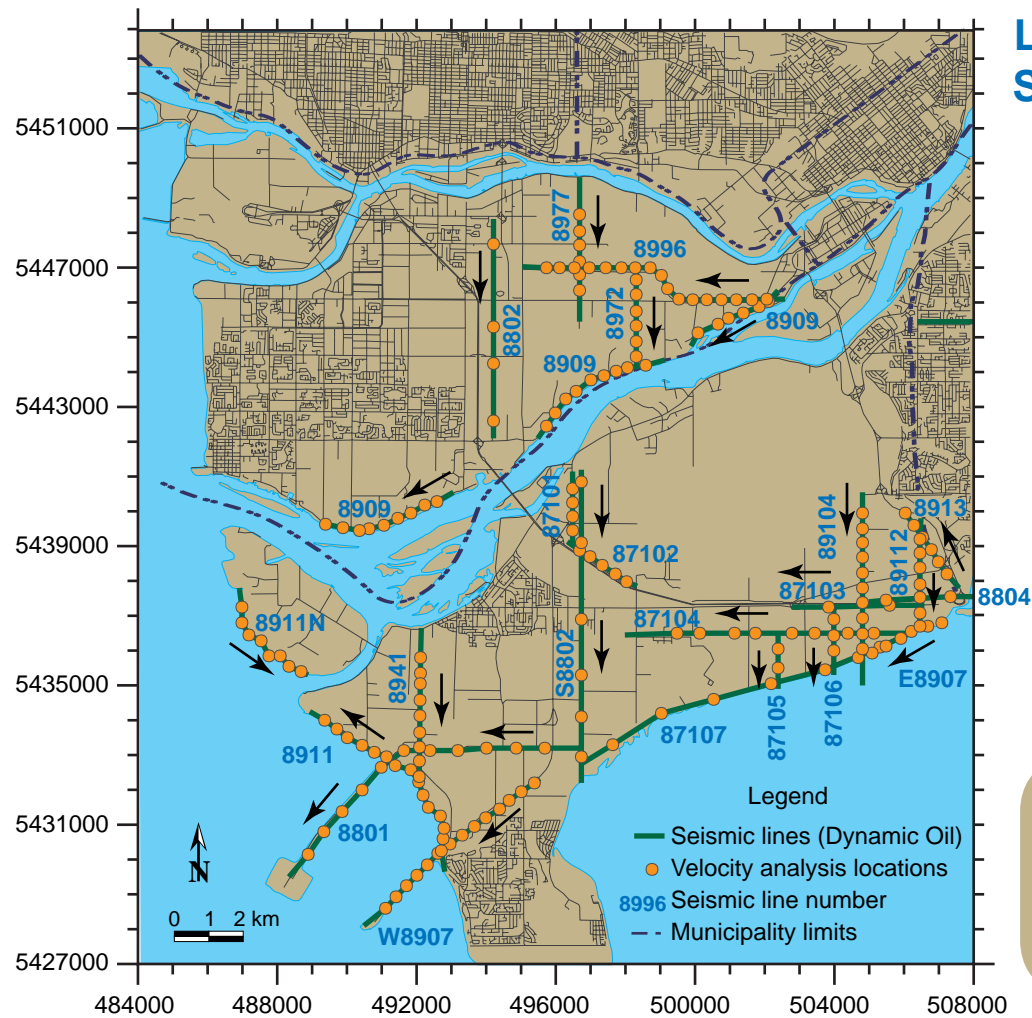 L
S
5451000
5447000
5443000
5439000
5435000
5431000
5427000
484000
488000
492000
496000
500000
504000
508000
8977
8996
8802
8972
8909
8909
8909
87101
87102
89104
89112
8913
87103
8804
87104
8911N
8941
S8802
E8907
87105
87106
87107
8911
8801
W8907
Legend
Seismic lines (Dynamic Oil)
Velocity analysis locations
8996 Seismic line number
Municipality limits
N
0 1 2 km